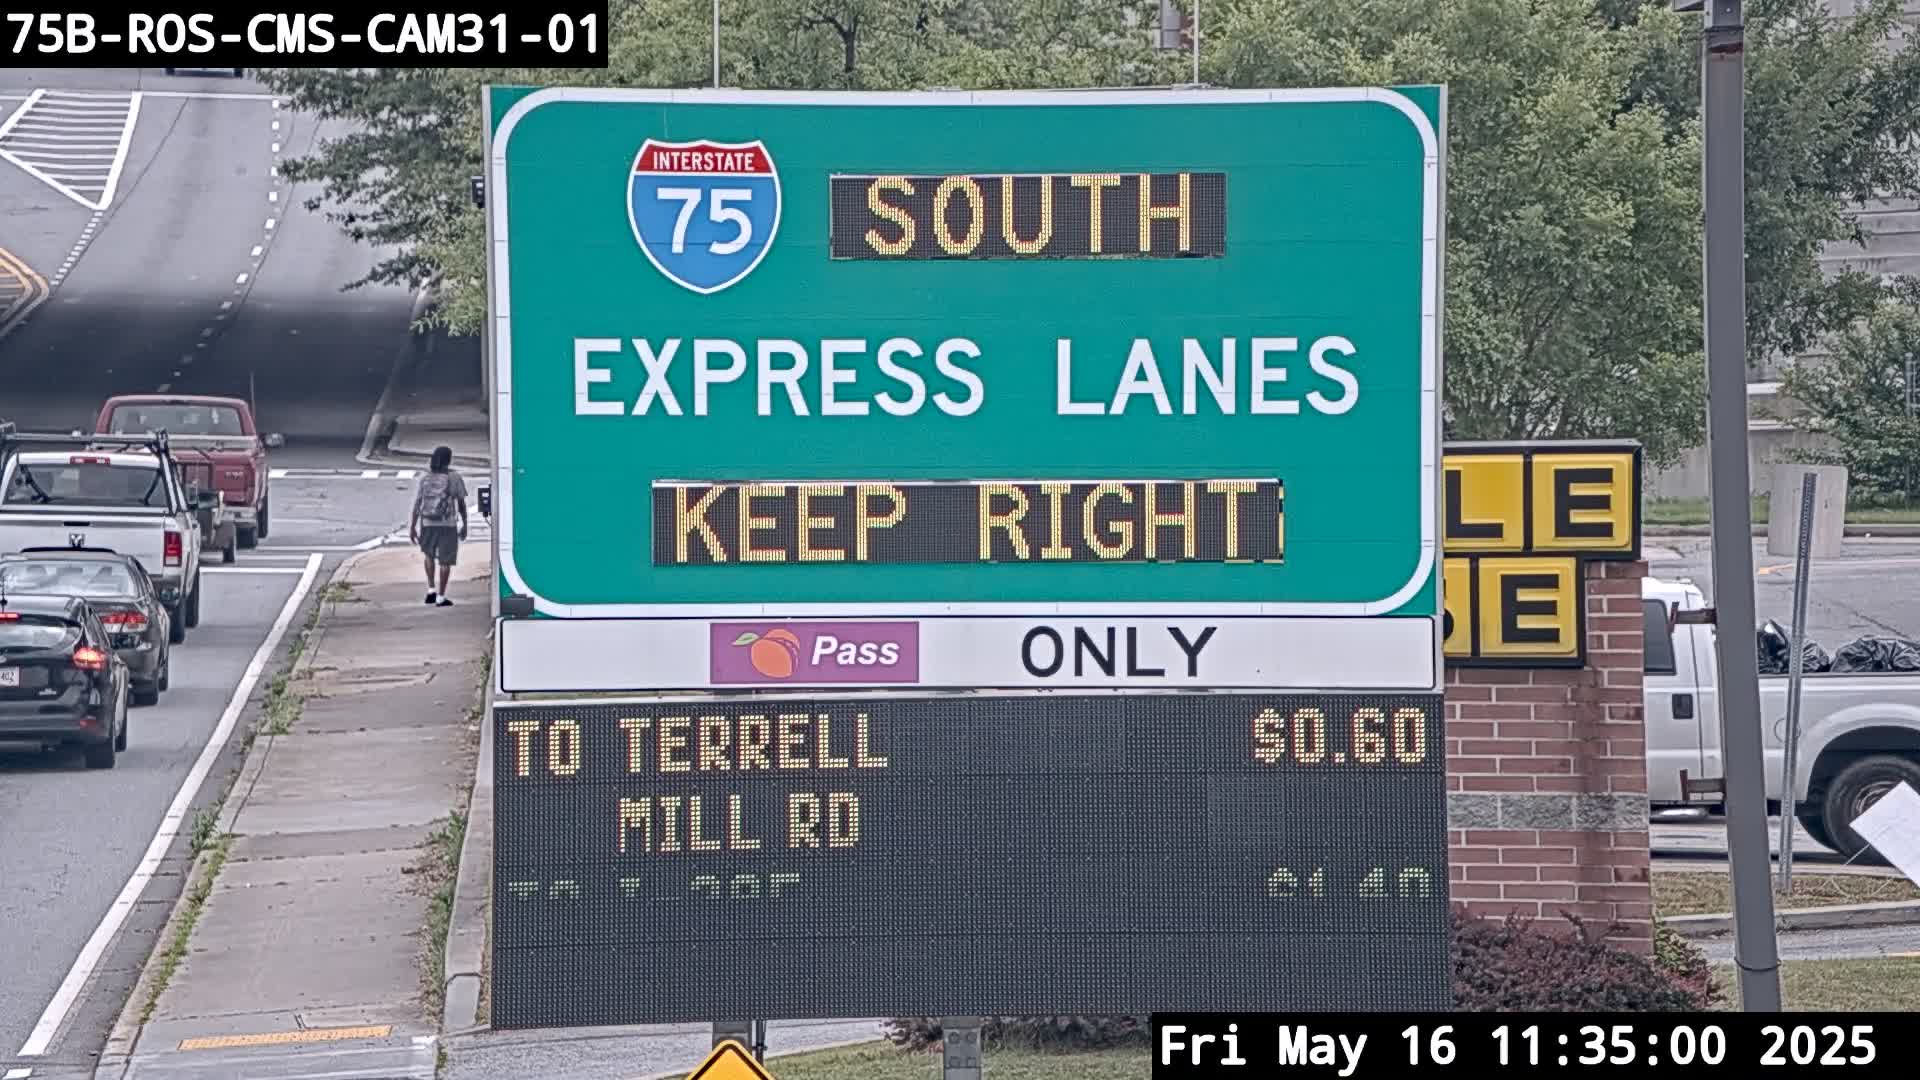 75B-ROS-CMS-CAM31-01
INTERSTATE
75
SOUTH
EXPRESS LANES
KEEP RIGHT
LE
E
Pass ONLY
TO TERRELL $0.60
MILL RD
Fri May 16 11:35:00 2025